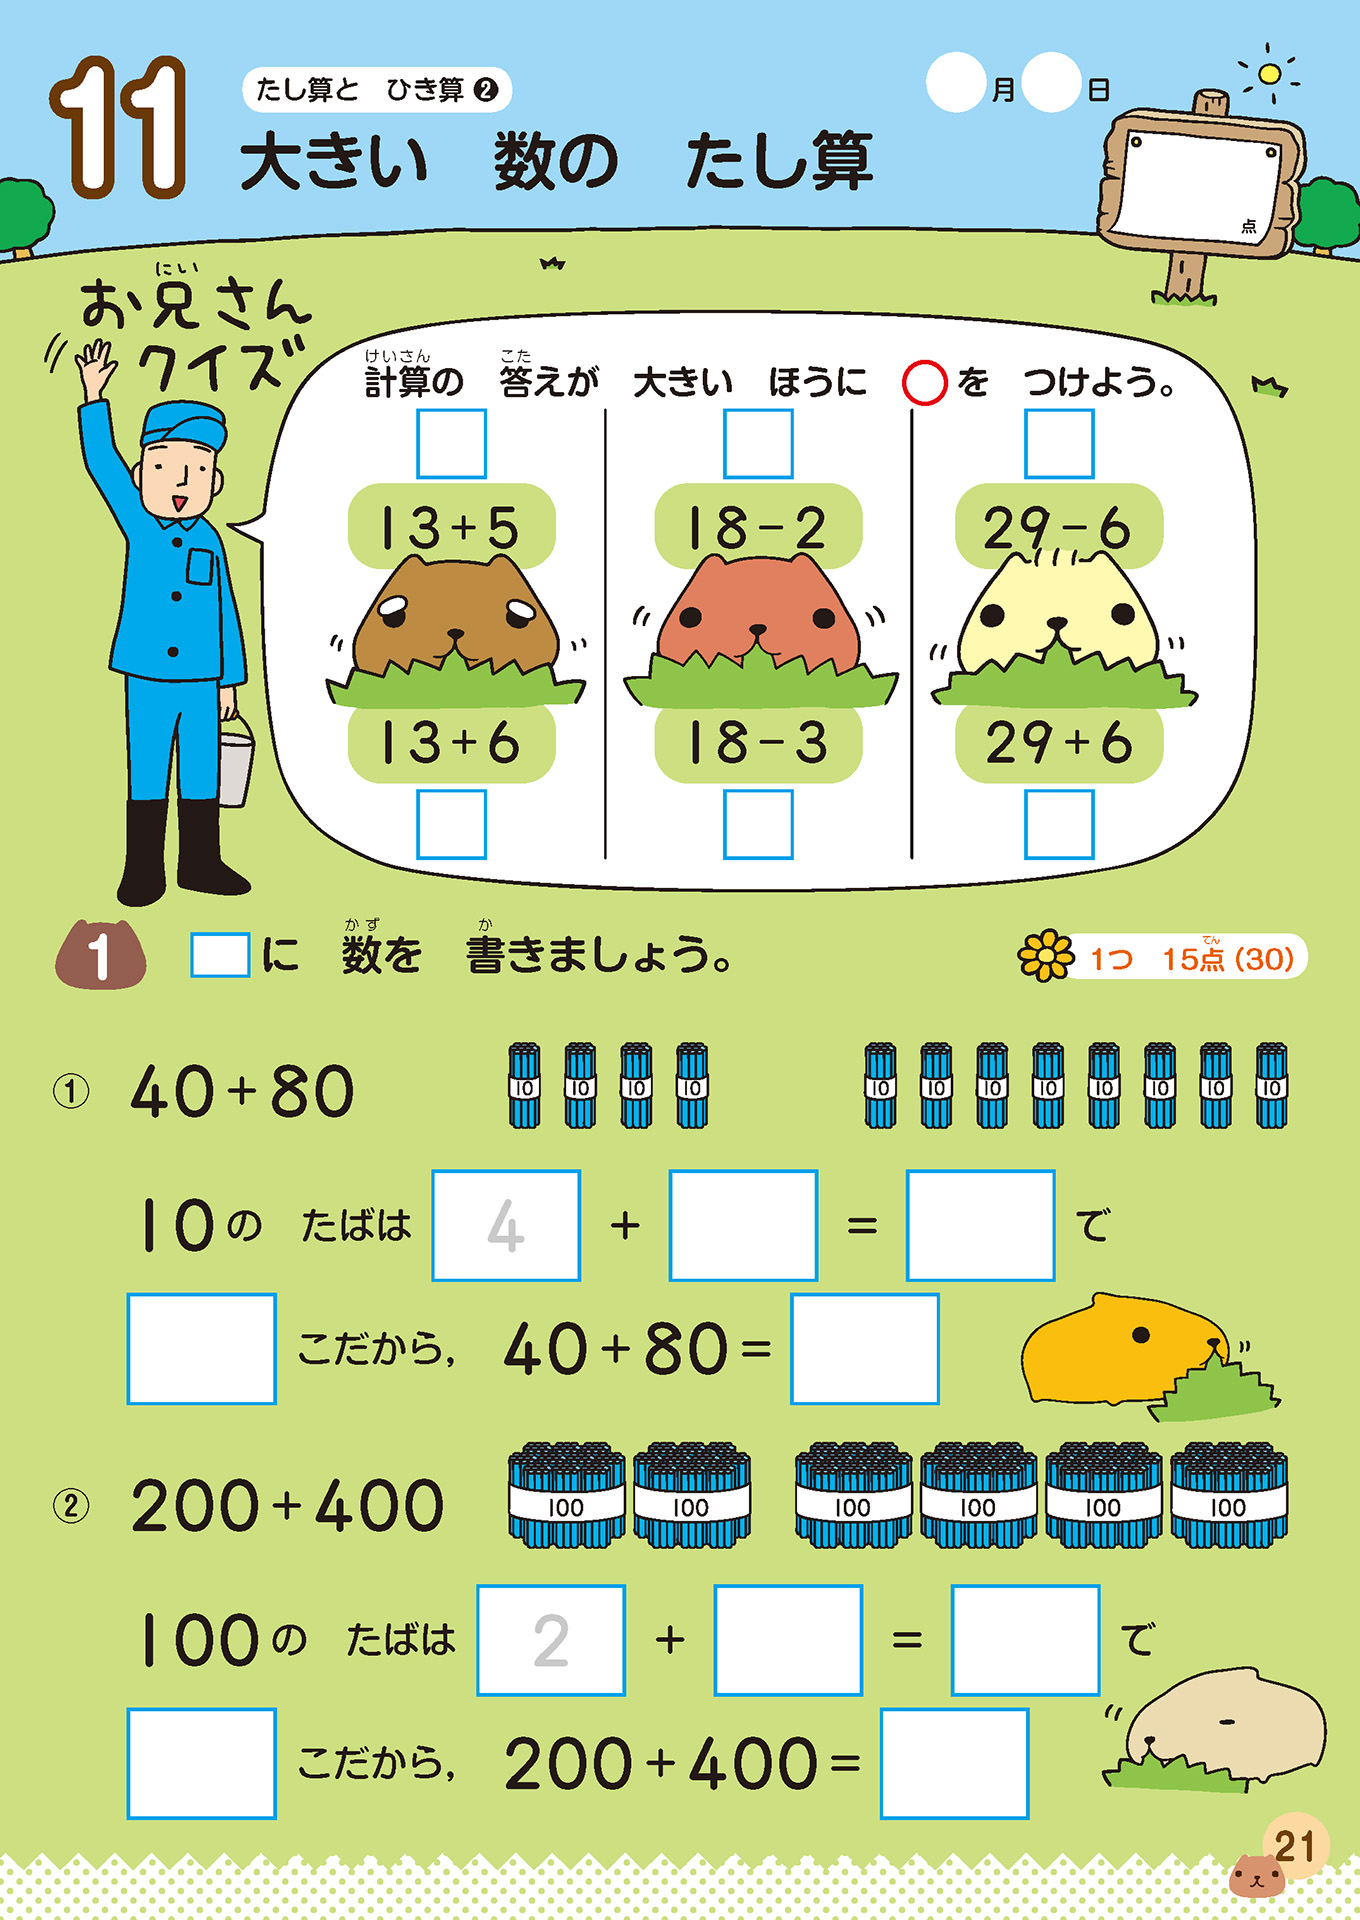 11
たし算と ひき算 ❷
月 日
大きい 数の たし算
点
にい
お兄さん
クイズ
けいさん こた
計算の 答えが 大きい ほうに ○を つけよう。
13+5 18-2 29-6
13+6 18-3 29+6
かず か
1 □に 数を 書きましょう。
てん
1つ 15点(30)
① 40+80
10 10 10 10 10 10 10 10 10 10 10 10
10の たばは 4 + □ = □ で
□ こだから, 40+80= □
② 200+400
100 100 100 100 100 100
100の たばは 2 + □ = □ で
□ こだから, 200+400= □
21